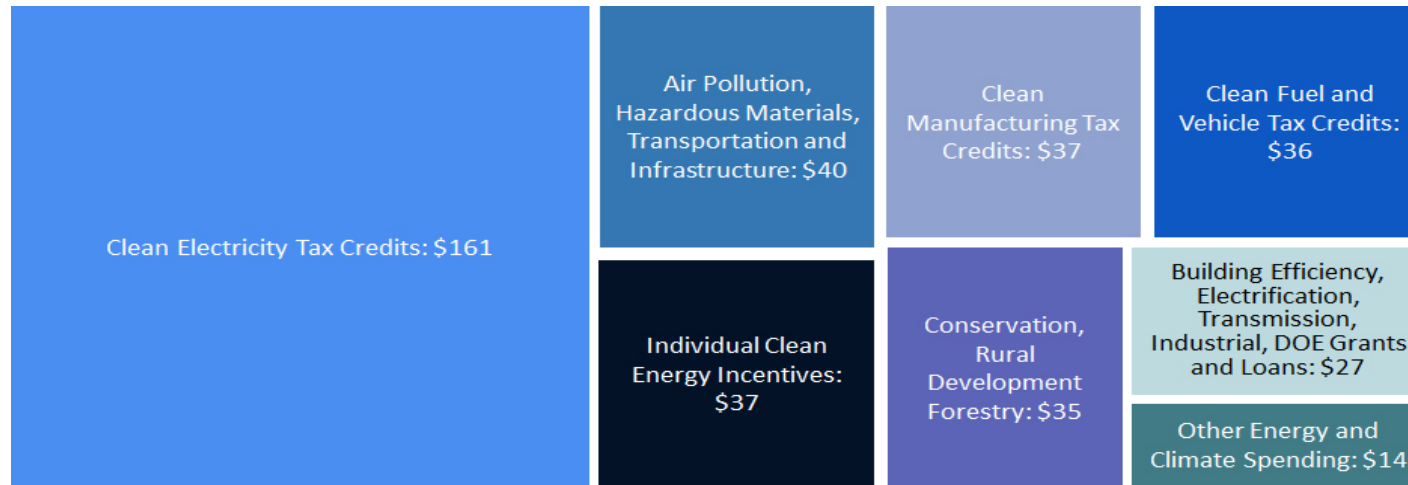 Clean Electricity Tax Credits: $161
Air Pollution,
Hazardous Materials,
Transportation and
Infrastructure: $40
Clean
Manufacturing Tax
Credits: $37
Clean Fuel and
Vehicle Tax Credits:
$36
Individual Clean
Energy Incentives:
$37
Conservation,
Rural
Development
Forestry: $35
Building Efficiency,
Electrification,
Transmission,
Industrial, DOE Grants
and Loans: $27
Other Energy and
Climate Spending: $14